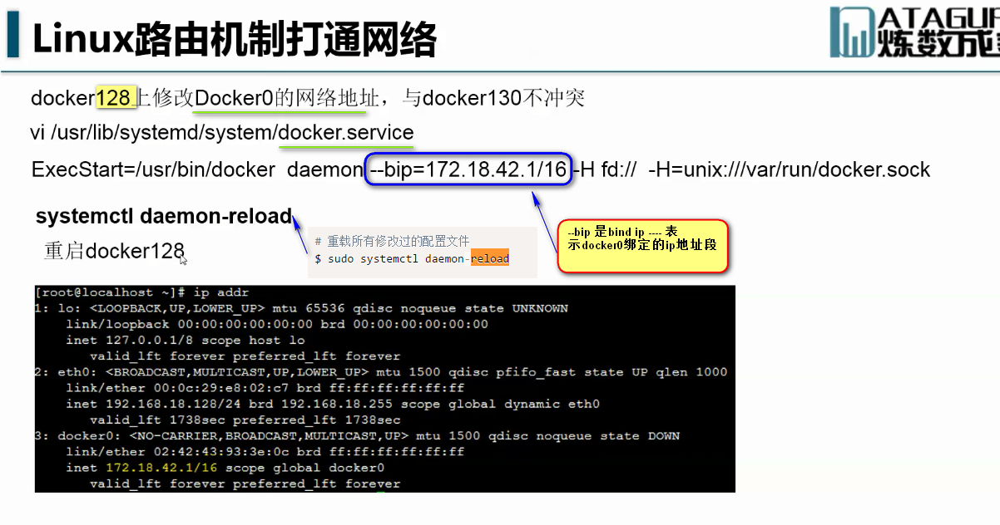 Linux路由机制打通网络
炼数成
docker128上修改Docker0的网络地址，与docker130不冲突
vi /usr/lib/systemd/system/docker.service
ExecStart=/usr/bin/docker daemon --bip=172.18.42.1/16 -H fd:// -H=unix:///var/run/docker.sock
systemctl daemon-reload
重启docker128
# 重载所有修改过的配置文件
$ sudo systemctl daemon-reload
--bip 是bind ip ---- 表
示docker0绑定的ip地址段
[root@localhost ~]# ip addr
1: lo: <LOOPBACK,UP,LOWER_UP> mtu 65536 qdisc noqueue state UNKNOWN
link/loopback 00:00:00:00:00:00 brd 00:00:00:00:00:00
inet 127.0.0.1/8 scope host lo
valid_lft forever preferred_lft forever
2: eth0: <BROADCAST,MULTICAST,UP,LOWER_UP> mtu 1500 qdisc pfifo_fast state UP qlen 1000
link/ether 00:0c:29:e8:02:c7 brd ff:ff:ff:ff:ff:ff
inet 192.168.18.128/24 brd 192.168.18.255 scope global dynamic eth0
valid_lft 1738sec preferred_lft 1738sec
3: docker0: <NO-CARRIER,BROADCAST,MULTICAST,UP> mtu 1500 qdisc noqueue state DOWN
link/ether 02:42:43:93:3e:0c brd ff:ff:ff:ff:ff:ff
inet 172.18.42.1/16 scope global docker0
valid_lft forever preferred_lft forever